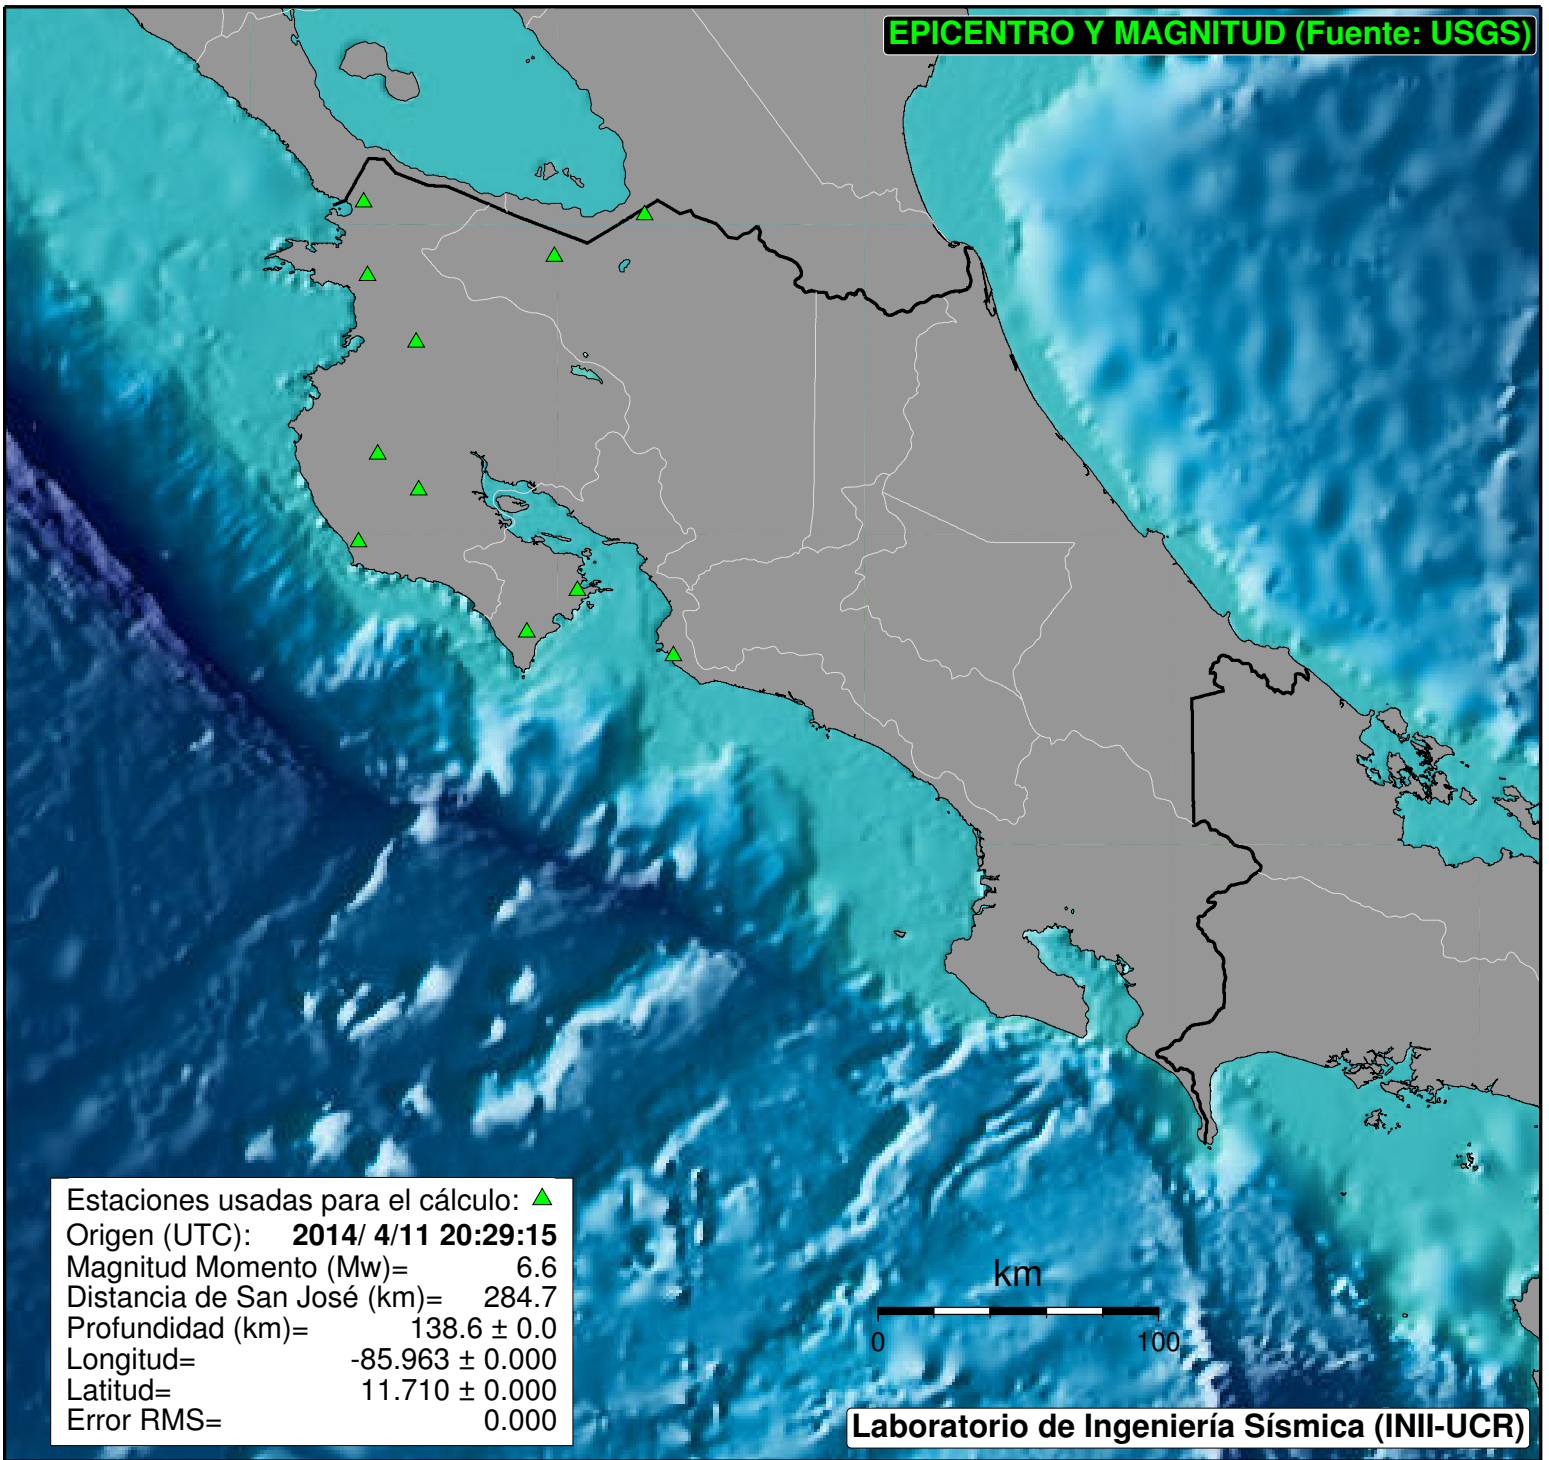 EPICENTRO Y MAGNITUD (Fuente: USGS)
Estaciones usadas para el cálculo:
Origen (UTC): 2014/ 4/11 20:29:15
Magnitud Momento (Mw)= 6.6
Distancia de San José (km)= 284.7
Profundidad (km)= 138.6 ± 0.0
Longitud= -85.963 ± 0.000
Latitud= 11.710 ± 0.000
Error RMS= 0.000
km
0 100
Laboratorio de Ingeniería Sísmica (INII-UCR)